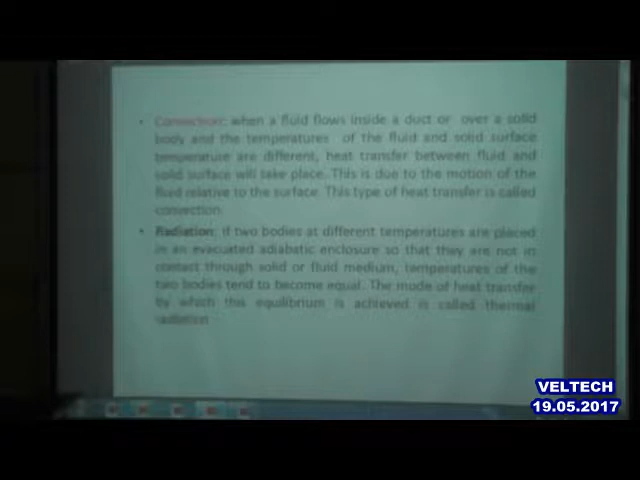 • Convection: when a fluid flows inside a duct or over a solid
body and the temperatures of the fluid and solid surface
temperature are different, heat transfer between fluid and
solid surface will take place. This is due to the motion of the
fluid relative to the surface. This type of heat transfer is called
convection.
• Radiation: If two bodies at different temperatures are placed
in an evacuated adiabatic enclosure so that they are not in
contact through solid or fluid medium, temperatures of the
two bodies tend to become equal. The mode of heat transfer
by which this equilibrium is achieved is called thermal
radiation.
VELTECH
19.05.2017